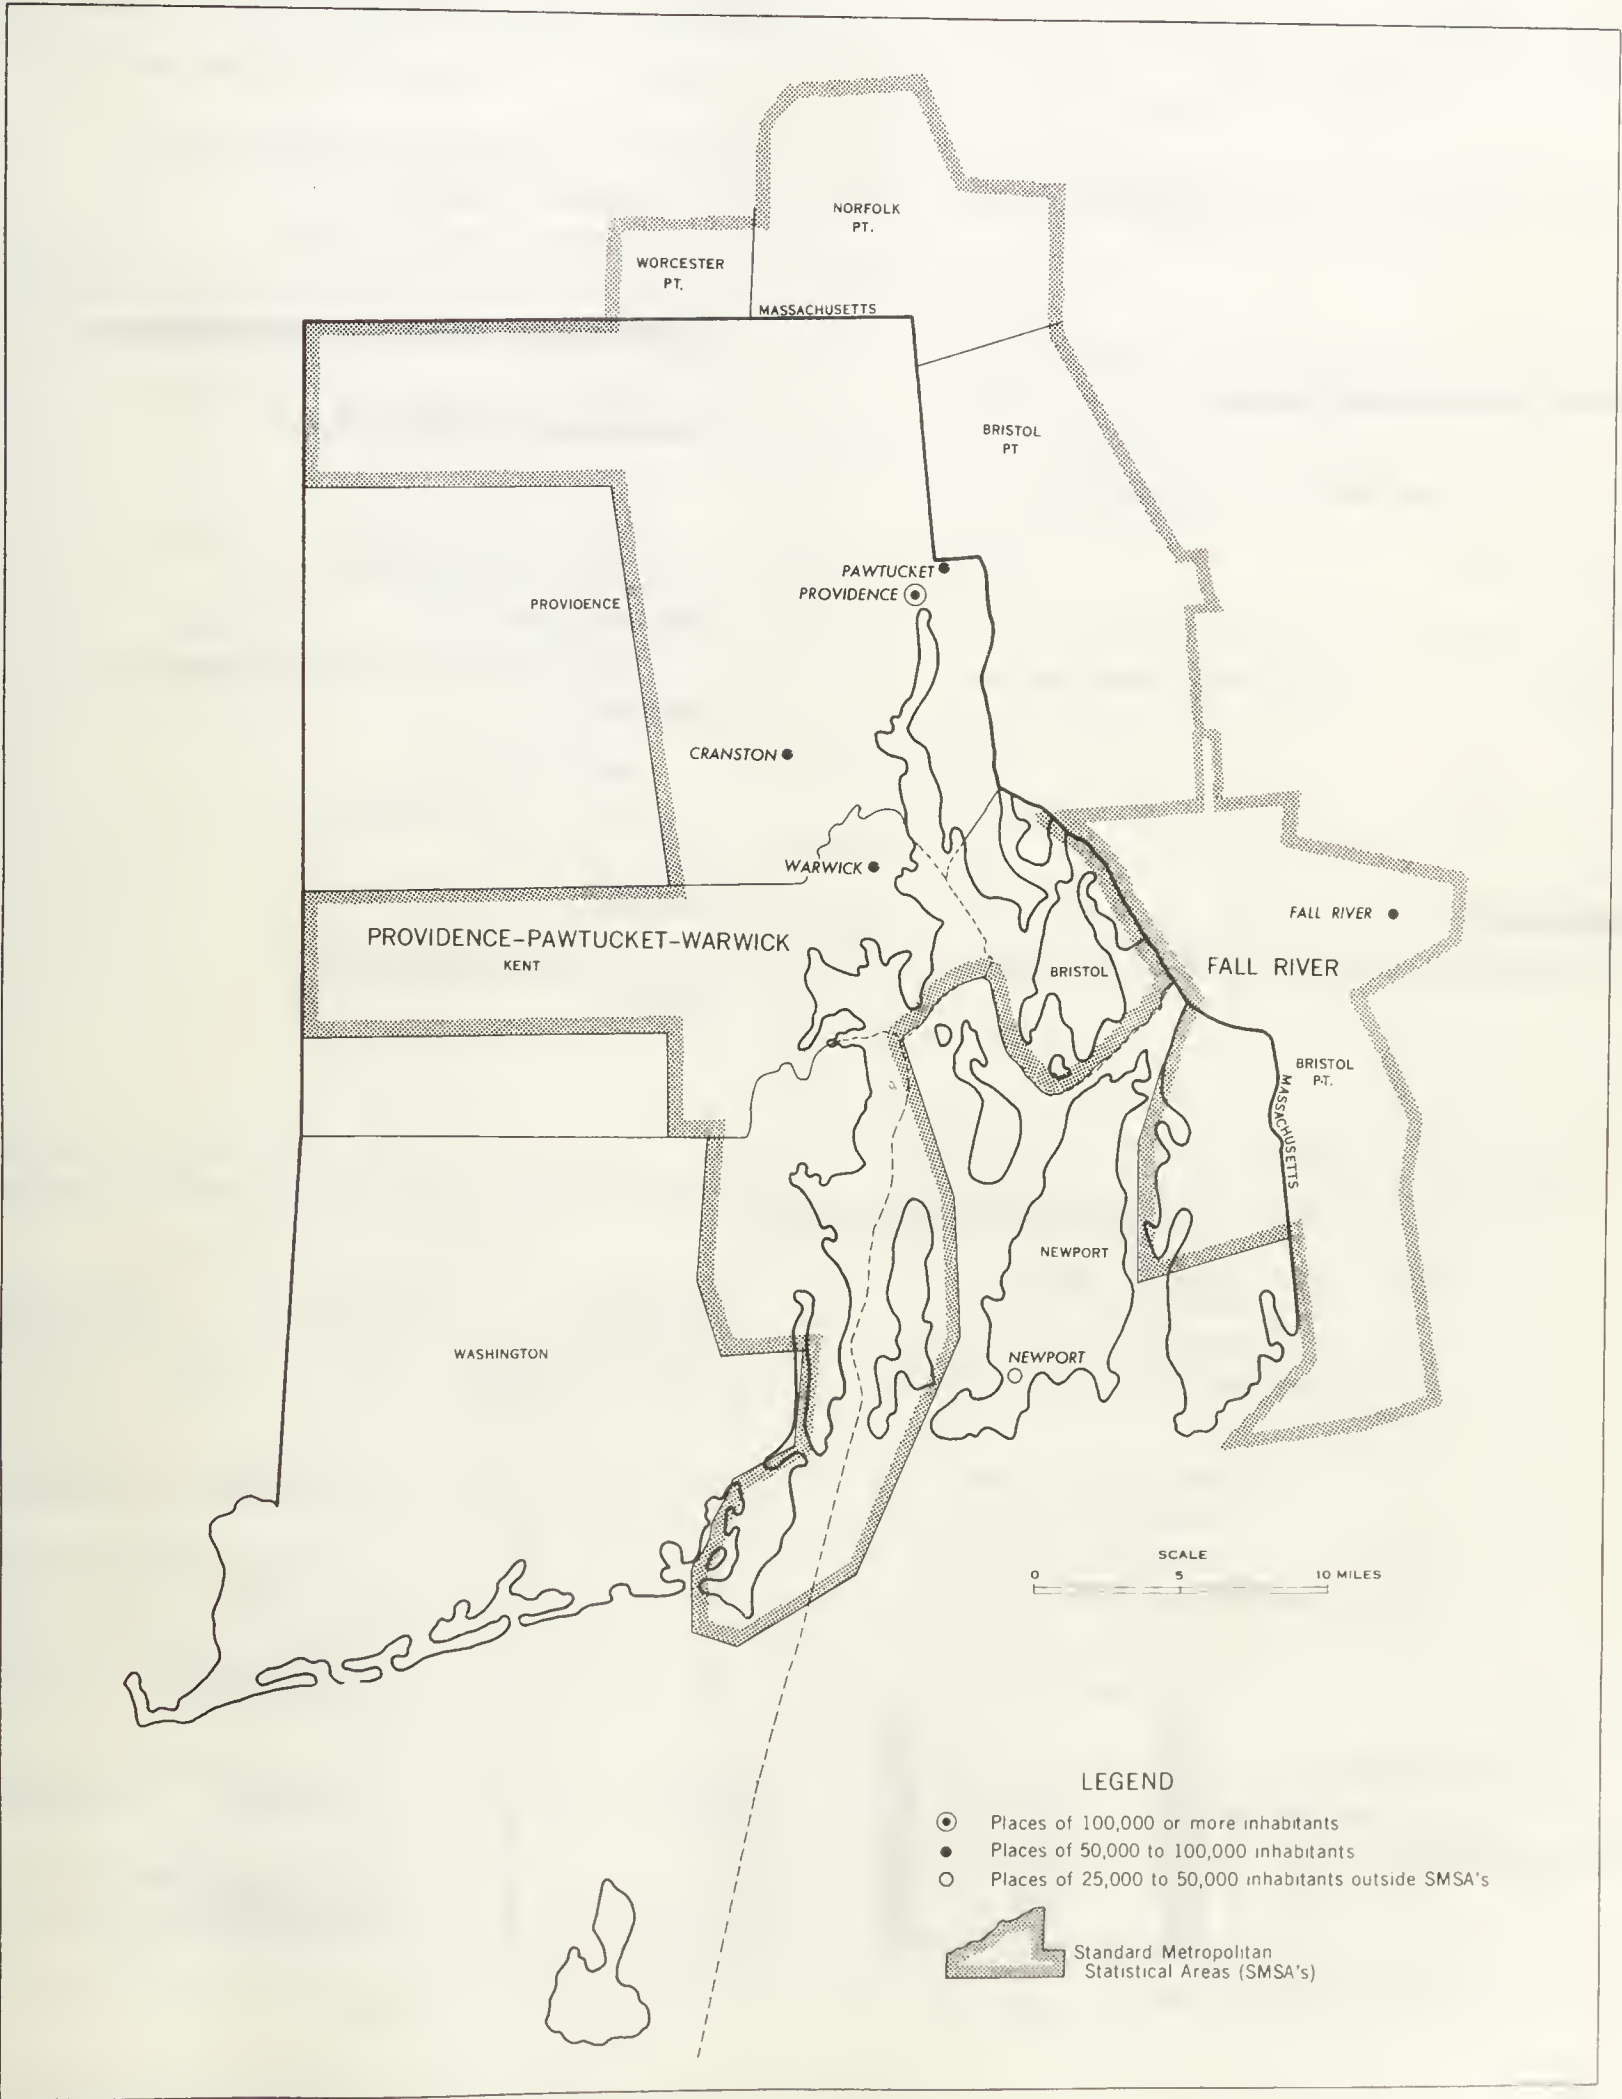 NORFOLK
PT.
WORCESTER
PT.
MASSACHUSETTS
BRISTOL
PT
PAWTUCKET
PROVIDENCE
PROVIOENCE
CRANSTON
WARWICK
FALL RIVER
PROVIDENCE-PAWTUCKET-WARWICK
KENT
BRISTOL
FALL RIVER
BRISTOL
PT.
MASSACHUSETTS
NEWPORT
WASHINGTON
NEWPORT
SCALE
0 5 10 MILES
LEGEND
Places of 100,000 or more inhabitants
Places of 50,000 to 100,000 inhabitants
Places of 25,000 to 50,000 inhabitants outside SMSA's
Standard Metropolitan
Statistical Areas (SMSA's)